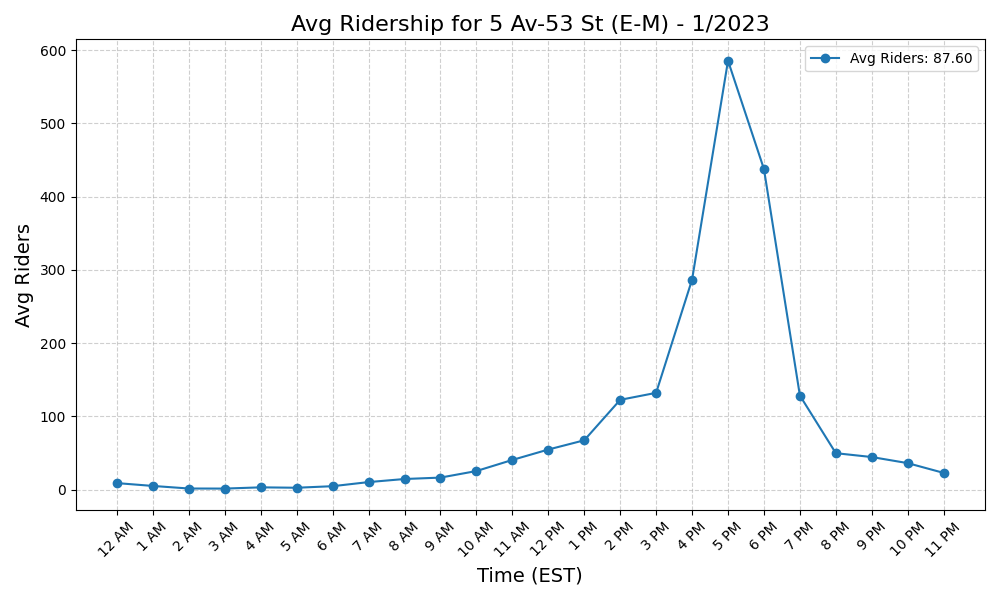 Avg Ridership for 5 Av-53 St (E-M) - 1/2023
Avg Riders: 87.60
Avg Riders
600
500
400
300
200
100
0
12 AM
1 AM
2 AM
3 AM
4 AM
5 AM
6 AM
7 AM
8 AM
9 AM
10 AM
11 AM
12 PM
1 PM
2 PM
3 PM
4 PM
5 PM
6 PM
7 PM
8 PM
9 PM
10 PM
11 PM
Time (EST)